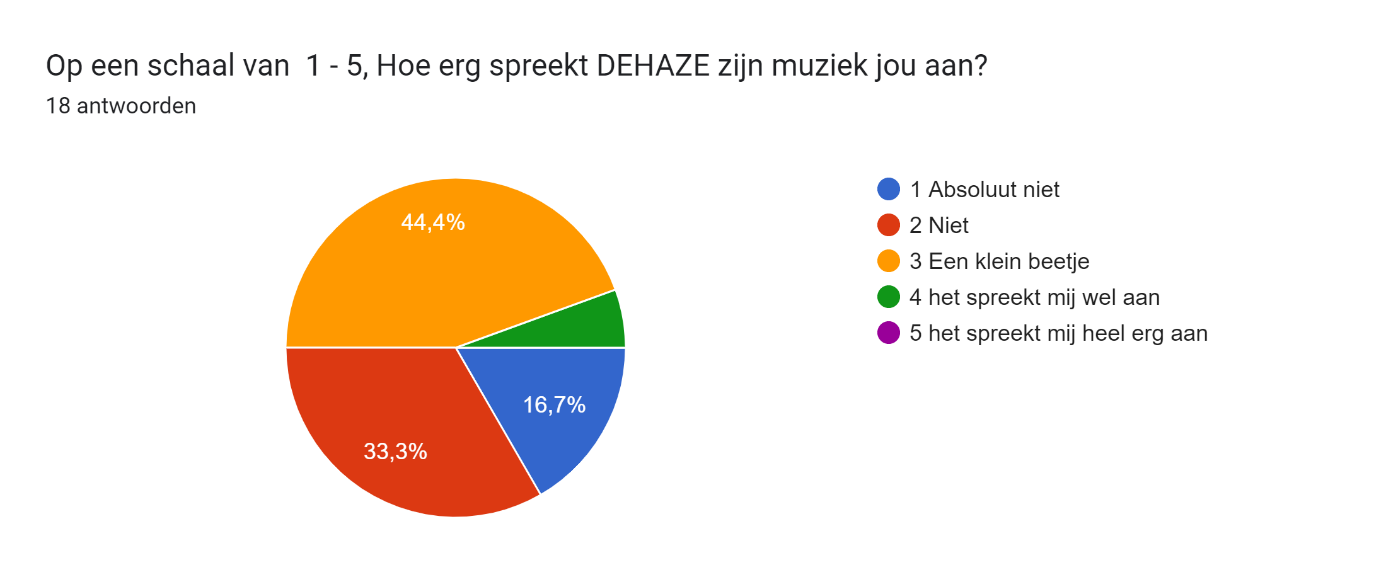 Op een schaal van  1 - 5, Hoe erg spreekt DEHAZE zijn muziek jou aan?
18 antwoorden
44,4%
16,7%
33,3%
1 Absoluut niet
2 Niet
3 Een klein beetje
4 het spreekt mij wel aan
5 het spreekt mij heel erg aan